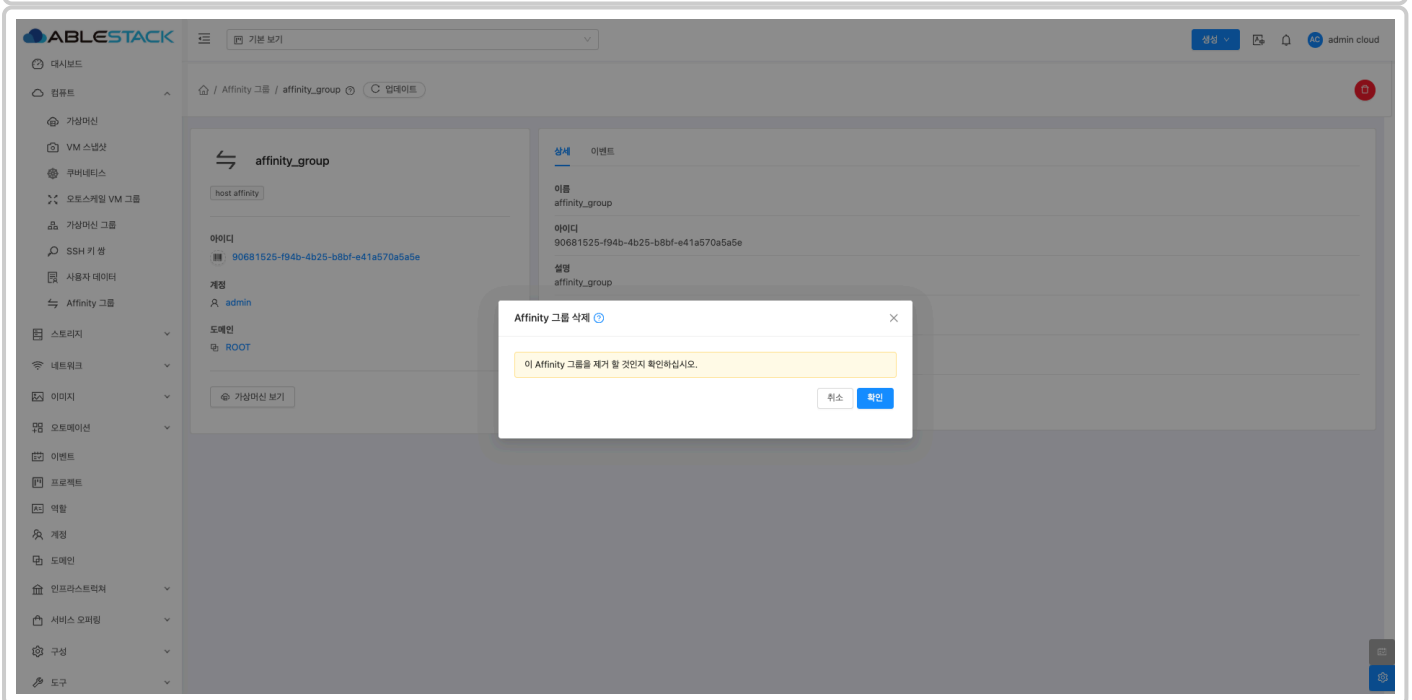 ABLESTACK
기본 보기
생성
AC
admin cloud
대시보드
컴퓨트
가상머신
VM 스냅샷
쿠버네티스
오토스케일 VM 그룹
가상머신 그룹
SSH 키 쌍
사용자 데이터
Affinity 그룹
스토리지
네트워크
이미지
오토메이션
이벤트
프로젝트
역할
계정
도메인
인프라스트럭쳐
서비스 오퍼링
구성
도구
/ Affinity 그룹 / affinity_group
업데이트
affinity_group
host affinity
아이디
90681525-f94b-4b25-b8bf-e41a570a5a5e
계정
admin
도메인
ROOT
가상머신 보기
상세
이벤트
이름
affinity_group
아이디
90681525-f94b-4b25-b8bf-e41a570a5a5e
설명
affinity_group
Affinity 그룹 삭제
이 Affinity 그룹을 제거 할 것인지 확인하십시오.
취소
확인